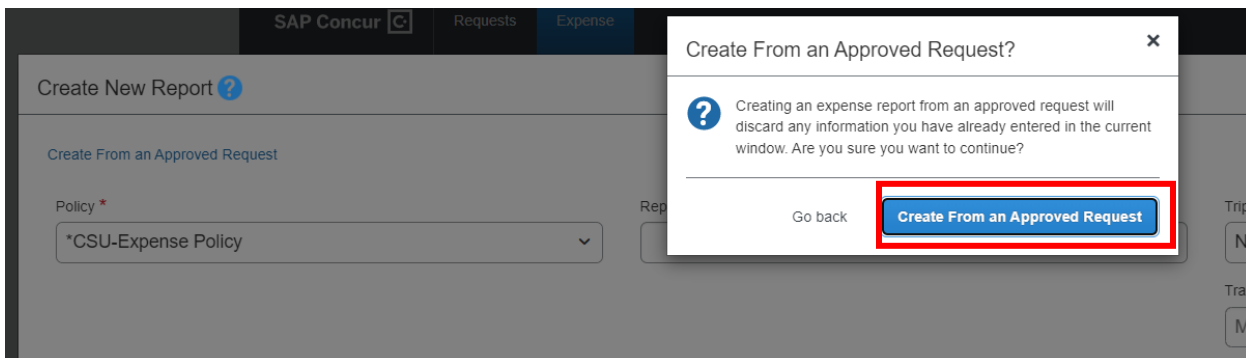 SAP Concur C Requests Expense
Create From an Approved Request?
Create New Report ?
Creating an expense report from an approved request will
discard any information you have already entered in the current
window. Are you sure you want to continue?
Create From an Approved Request
Go back Create From an Approved Request
Policy *
*CSU-Expense Policy